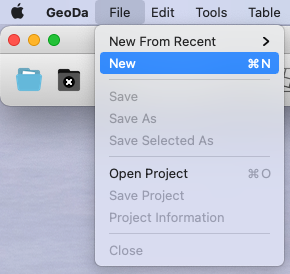 GeoDa File Edit Tools Table
New From Recent
New ⌘N
Save
Save As
Save Selected As
Open Project ⌘O
Save Project
Project Information
Close